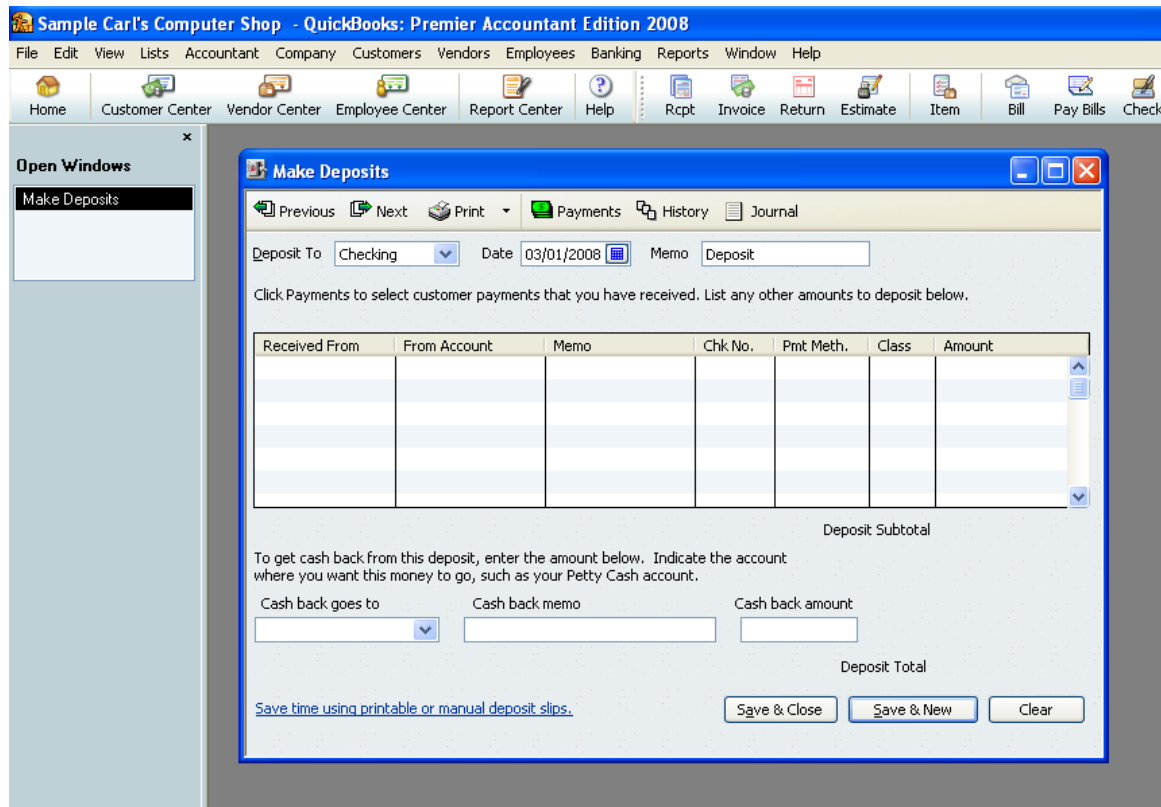 Sample Carl's Computer Shop - QuickBooks: Premier Accountant Edition 2008
File Edit View Lists Accountant Company Customers Vendors Employees Banking Reports Window Help
Home Customer Center Vendor Center Employee Center Report Center Help Rcpt Invoice Return Estimate Item Bill Pay Bills Check
Open Windows
Make Deposits
Make Deposits
Previous Next Print Payments History Journal
Deposit To Checking Date 03/01/2008 Memo Deposit
Click Payments to select customer payments that you have received. List any other amounts to deposit below.
Received From From Account Memo Chk No. Pmt Meth. Class Amount
Deposit Subtotal
To get cash back from this deposit, enter the amount below. Indicate the account
where you want this money to go, such as your Petty Cash account.
Cash back goes to Cash back memo Cash back amount
Deposit Total
Save time using printable or manual deposit slips. Save & Close Save & New Clear